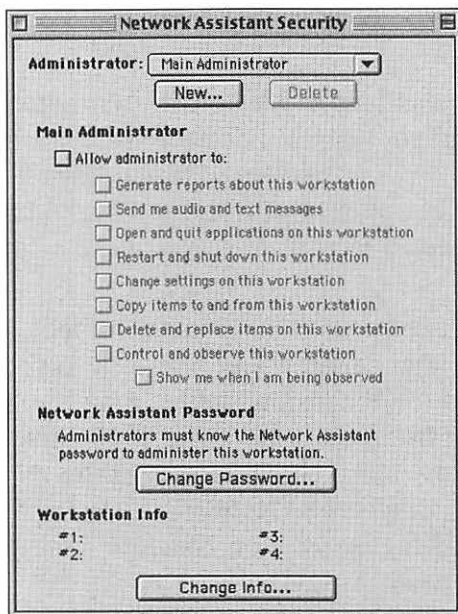 Network Assistant Security
Administrator: Main Administrator
New... Delete
Main Administrator
Allow administrator to:
Generate reports about this workstation
Send me audio and text messages
Open and quit applications on this workstation
Restart and shut down this workstation
Change settings on this workstation
Copy items to and from this workstation
Delete and replace items on this workstation
Control and observe this workstation
Show me when I am being observed
Network Assistant Password
Administrators must know the Network Assistant
password to administer this workstation.
Change Password...
Workstation Info
#1: #3:
#2: #4:
Change Info...